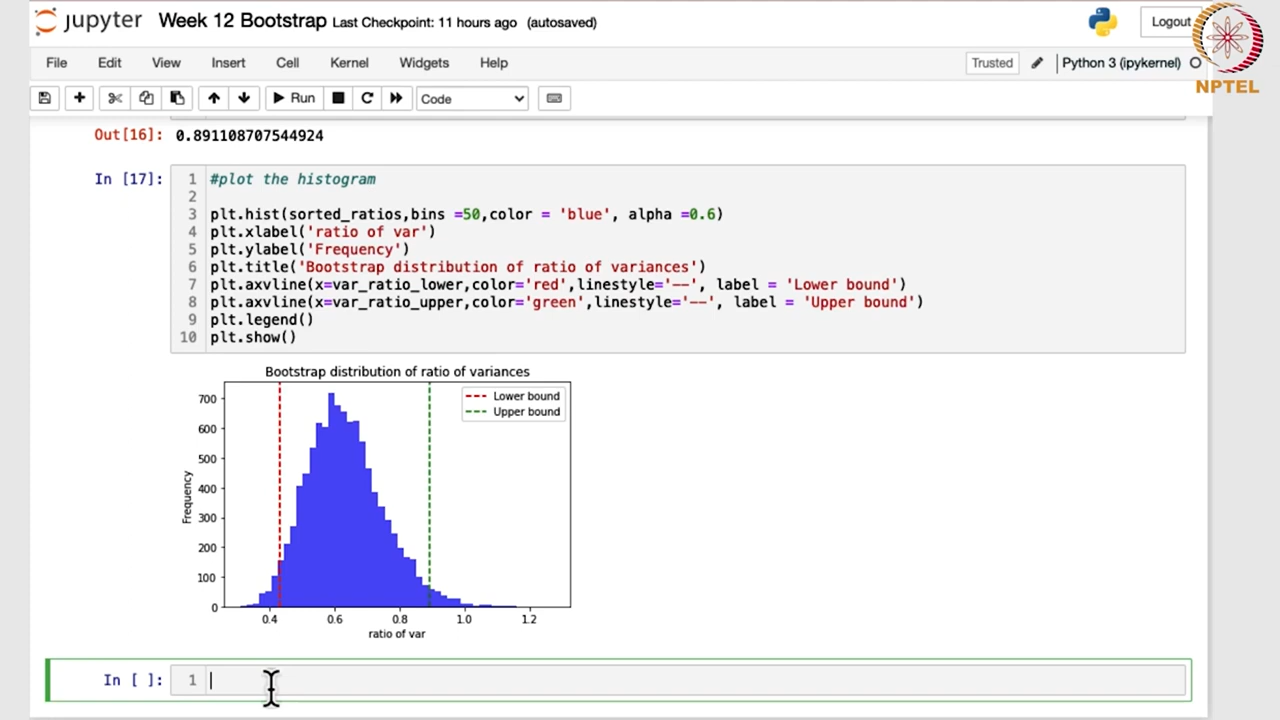 jupyter Week 12 Bootstrap Last Checkpoint: 11 hours ago (autosaved)
Logout
NPTEL
File Edit View Insert Cell Kernel Widgets Help
Trusted Python 3 (ipykernel)
Run Code
Out[16]: 0.891108707544924
In [17]:
1 #plot the histogram
2
3 plt.hist(sorted_ratios,bins =50,color = 'blue', alpha =0.6)
4 plt.xlabel('ratio of var')
5 plt.ylabel('Frequency')
6 plt.title('Bootstrap distribution of ratio of variances')
7 plt.axvline(x=var_ratio_lower,color='red',linestyle='--', label = 'Lower bound')
8 plt.axvline(x=var_ratio_upper,color='green',linestyle='--', label = 'Upper bound')
9 plt.legend()
10 plt.show()
Bootstrap distribution of ratio of variances
Lower bound
Upper bound
Frequency
700
600
500
400
300
200
100
0
0.4 0.6 0.8 1.0 1.2
ratio of var
In [ ]: 1